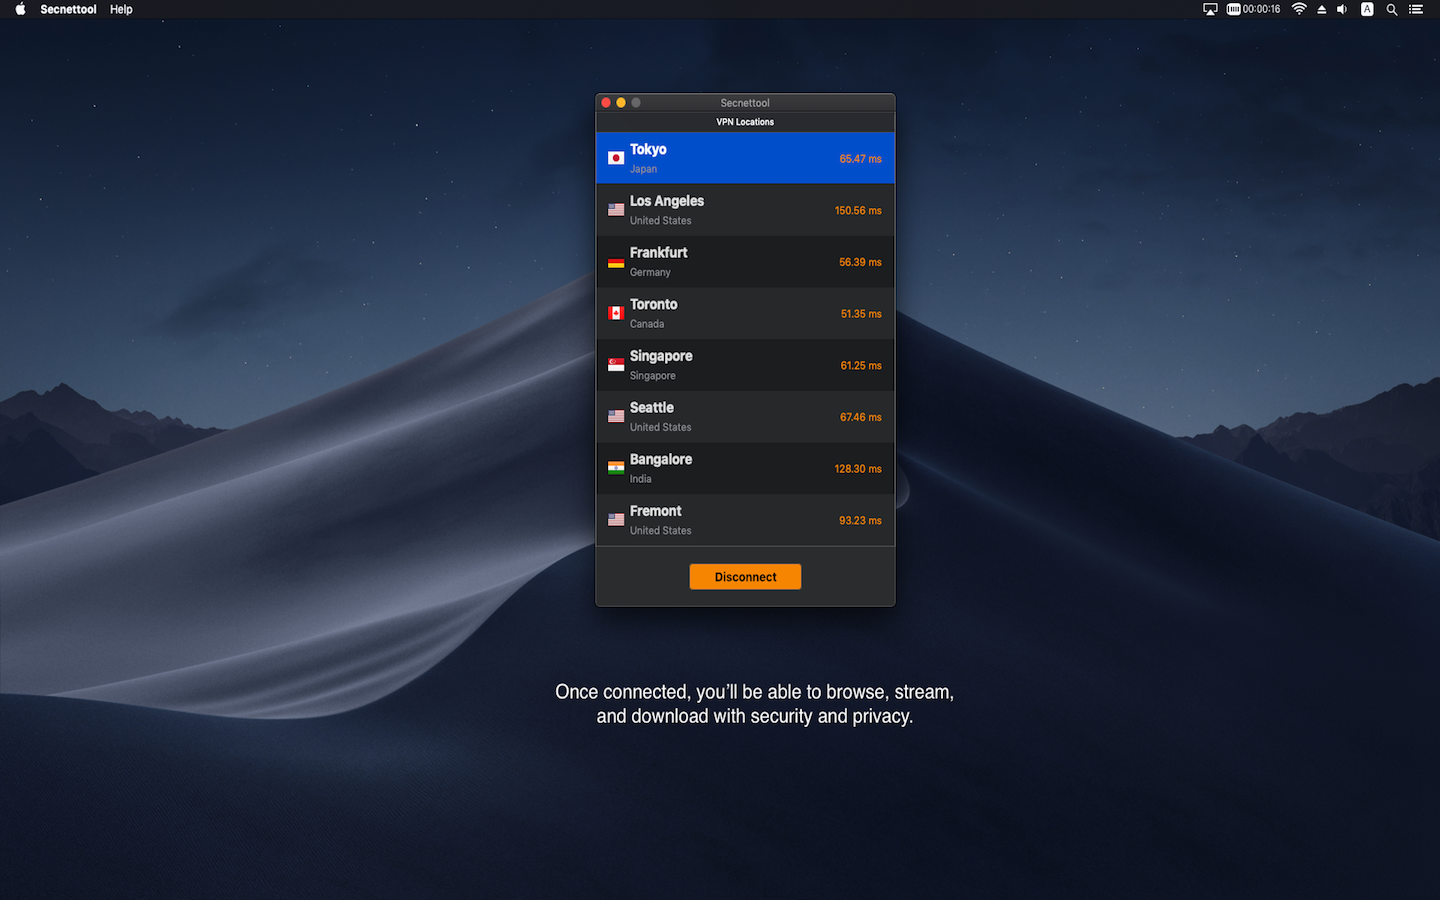 Secnettool Help
00:00:16
A
Secnettool
VPN Locations
Tokyo
Japan
65.47 ms
Los Angeles
United States
150.56 ms
Frankfurt
Germany
56.39 ms
Toronto
Canada
51.35 ms
Singapore
Singapore
61.25 ms
Seattle
United States
67.46 ms
Bangalore
India
128.30 ms
Fremont
United States
93.23 ms
Disconnect
Once connected, you’ll be able to browse, stream,
and download with security and privacy.